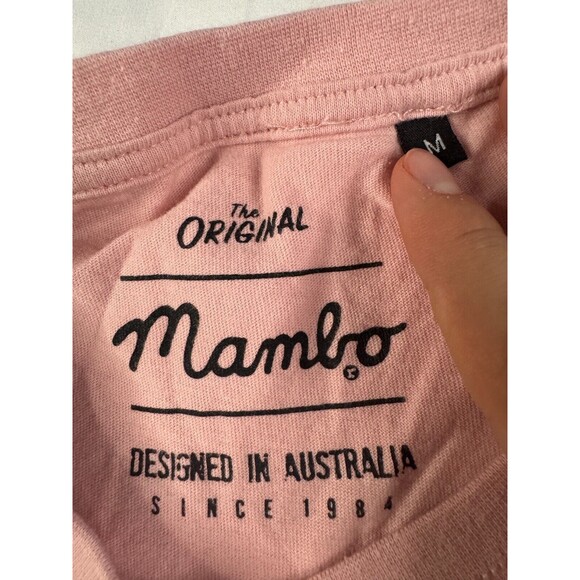 M
The
ORIGINAL
Mambo
DESIGNED IN AUSTRALIA
SINCE 1984